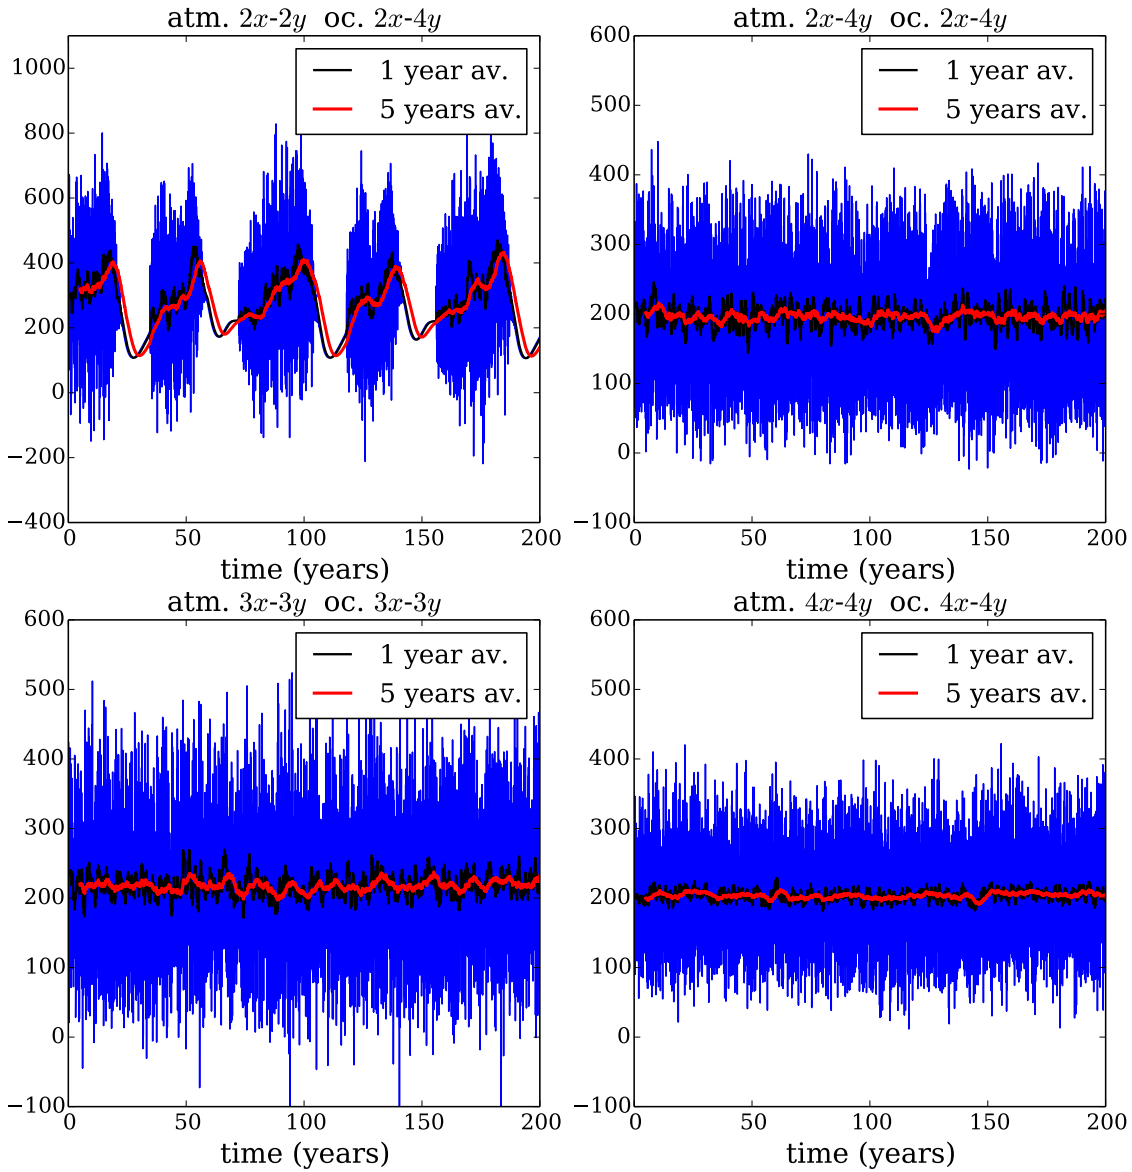 atm. 2x-2y oc. 2x-4y
1 year av.
5 years av.
1000
800
600
400
200
0
−200
−400
0 50 100 150 200
time (years)
atm. 2x-4y oc. 2x-4y
1 year av.
5 years av.
600
500
400
300
200
100
0
−100
0 50 100 150 200
time (years)
atm. 3x-3y oc. 3x-3y
1 year av.
5 years av.
600
500
400
300
200
100
0
−100
0 50 100 150 200
time (years)
atm. 4x-4y oc. 4x-4y
1 year av.
5 years av.
600
500
400
300
200
100
0
−100
0 50 100 150 200
time (years)